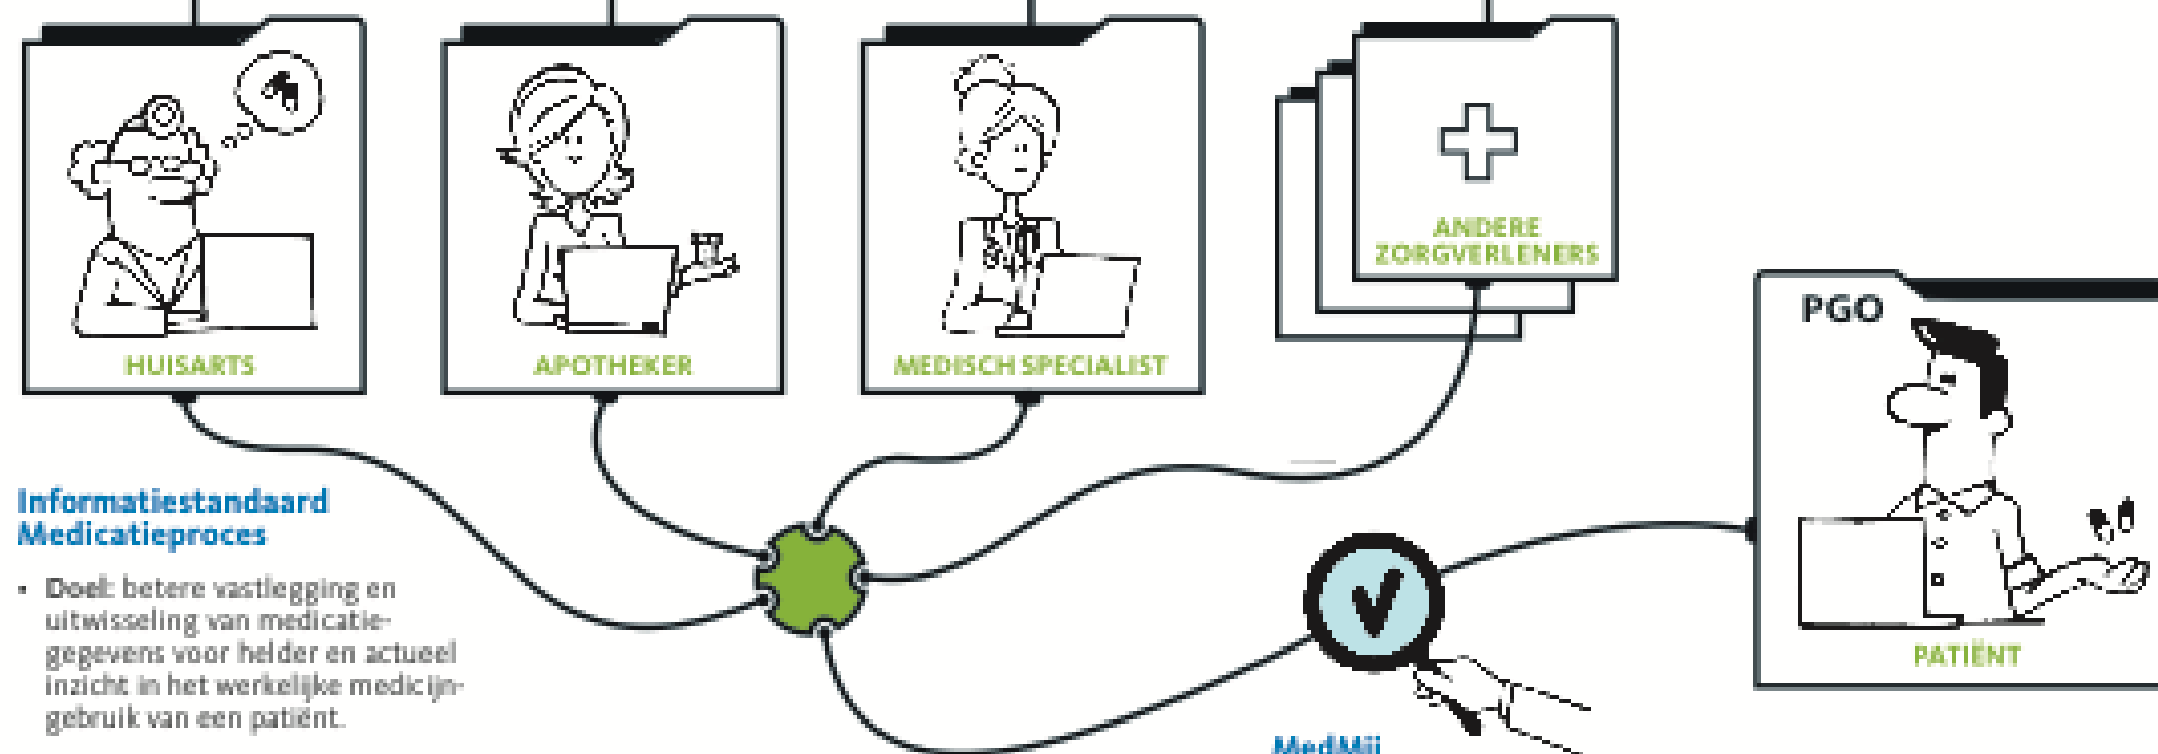 HUISARTS
APOTHEKER
MEDISCH SPECIALIST
ANDERE
ZORGVERLENERS
PGO
PATIËNT
Informatiestandaard
Medicatieproces
• Doel: betere vastlegging en
uitwisseling van medicatie-
gegevens voor helder en actueel
inzicht in het werkelijke medicijn-
gebruik van een patiënt.
MedMij